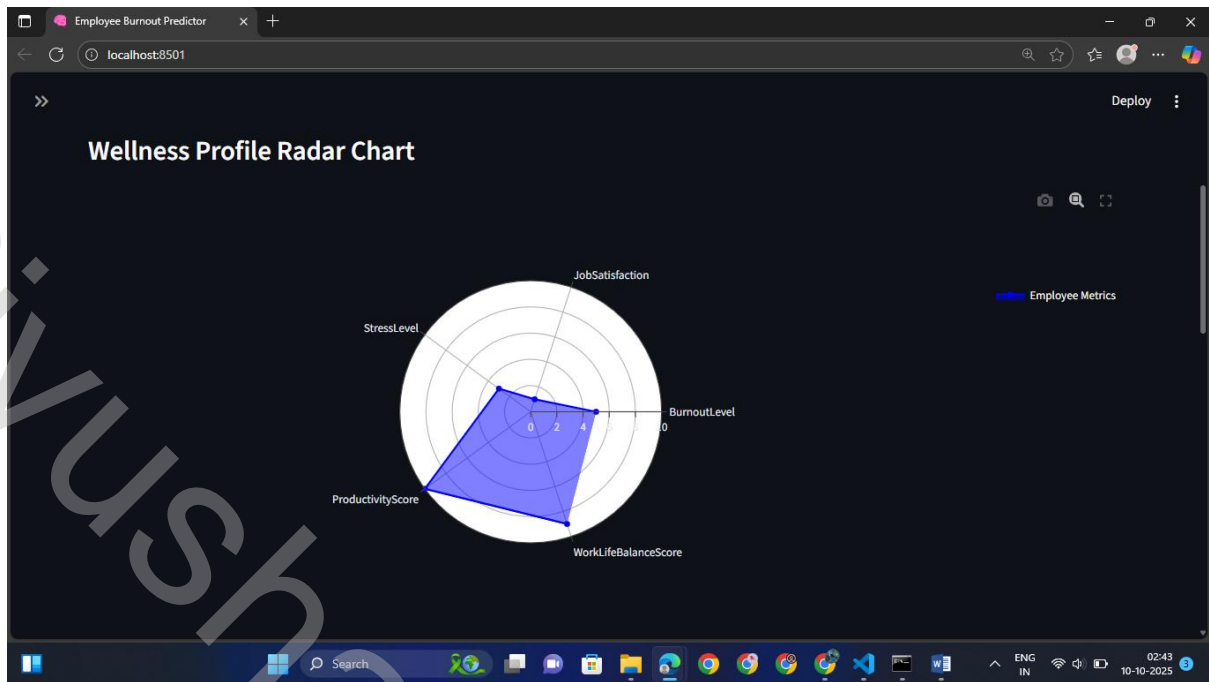 Employee Burnout Predictor
localhost:8501
Deploy
Wellness Profile Radar Chart
Employee Metrics
JobSatisfaction
StressLevel
BurnoutLevel
0 2 4
ProductivityScore
WorkLifeBalanceScore
Search
ENG
IN
02:43
10-10-2025
3